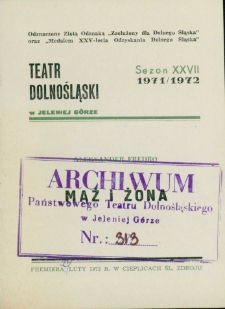 Odznaczony Złotą Odznaką „Zasłużony dla Dolnego Śląska"
oraz „Medalem XXV-lecia Odzyskania Dolnego Śląska"
TEATR
DOLNOŚLĄSKI
w JELENIEJ GÓRZE
Sezon XXVII
1971/1972
ALEKSANDER FREDRO
ARCHIWUM
MĄŻ I ŻONA
Państwowego Teatru Dolnośląskiego
w Jeleniej Górze
Nr.: 313
PREMIERA LUTY 1972 R. W CIEPLICACH ŚL. ZDROJU